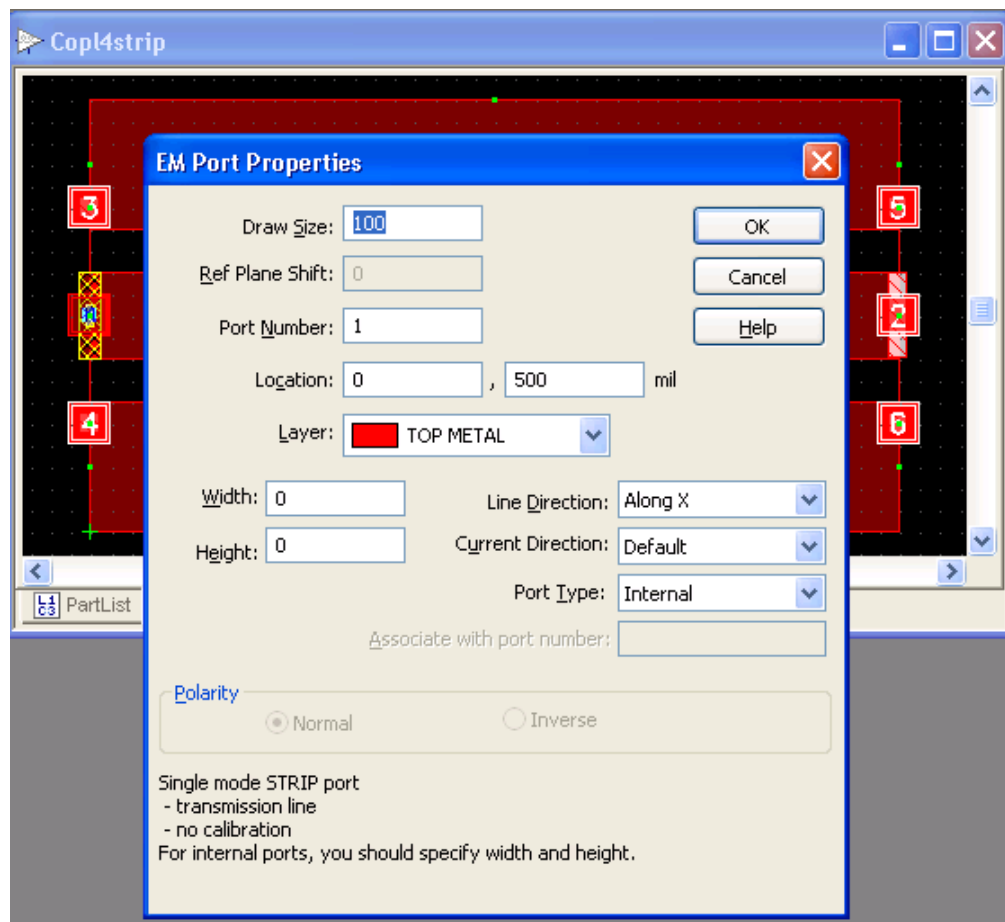 Copl4strip
EM Port Properties
3
5
2
4
6
Draw Size: 100
OK
Ref Plane Shift: 0
Cancel
Port Number: 1
Help
Location: 0 , 500 mil
Layer: TOP METAL
Width: 0
Line Direction: Along X
Height: 0
Current Direction: Default
Port Type: Internal
Associate with port number:
PartList
Polarity
Normal
Inverse
Single mode STRIP port
- transmission line
- no calibration
For internal ports, you should specify width and height.